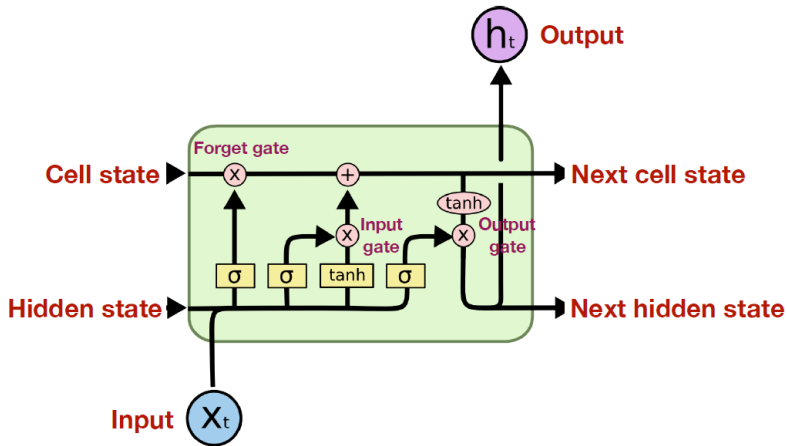 hₜ Output
Forget gate
Cell state x + Next cell state
tanh
x Input gate x Output gate
σ σ tanh σ
Hidden state Next hidden state
Input Xₜ